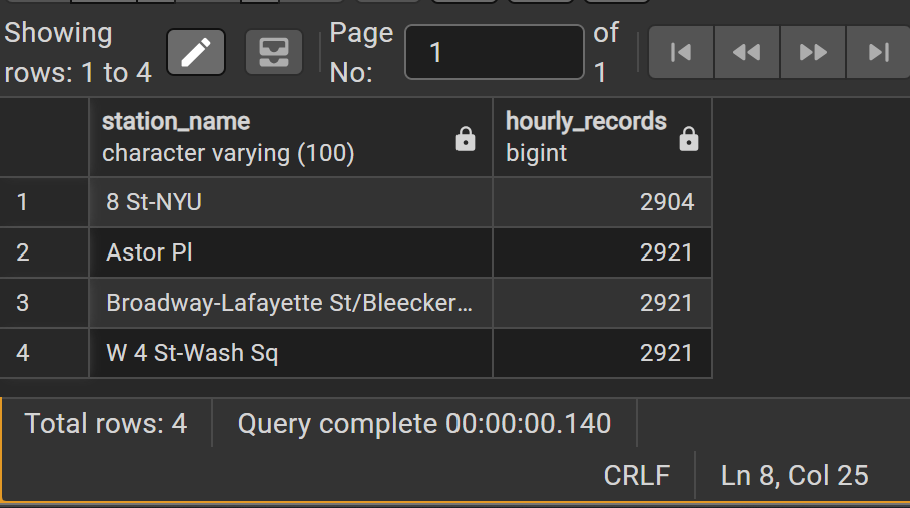 Showing
rows: 1 to 4
Page
No:
1
of
1
station_name
character varying (100)
hourly_records
bigint
1
8 St-NYU
2904
2
Astor Pl
2921
3
Broadway-Lafayette St/Bleecker…
2921
4
W 4 St-Wash Sq
2921
Total rows: 4
Query complete 00:00:00.140
CRLF
Ln 8, Col 25